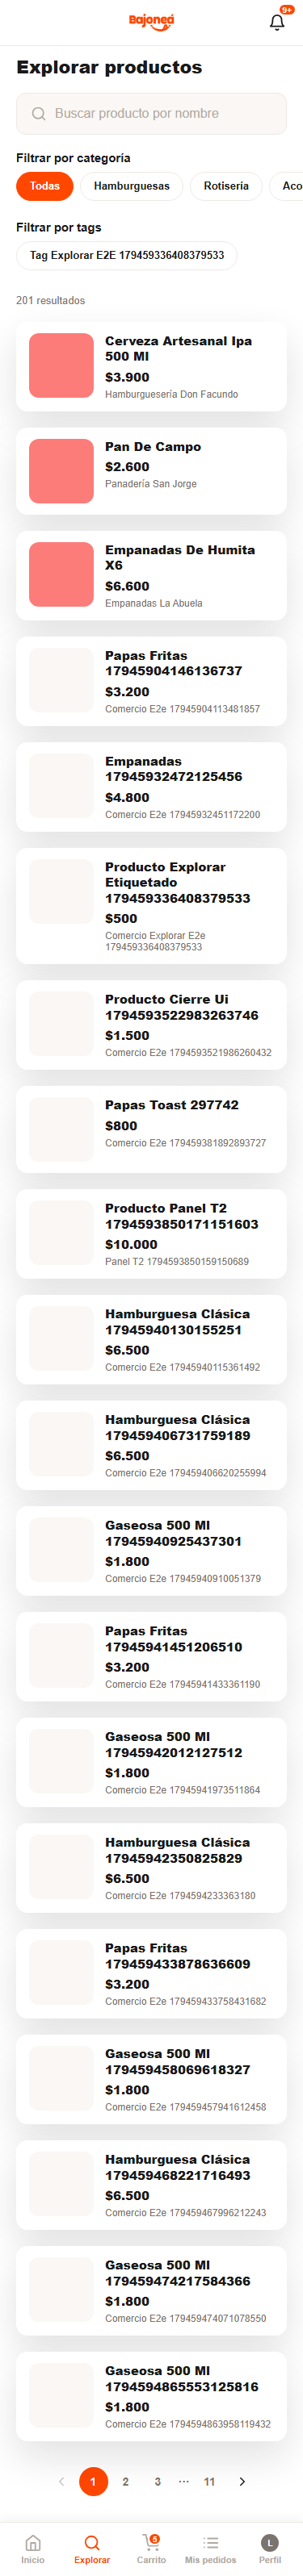 Bajoneá
9+
Explorar productos
Buscar producto por nombre
Filtrar por categoría
Todas
Hamburguesas
Rotiseria
Aco
Filtrar por tags
Tag Explorar E2E 179459336408379533
201 resultados
Cerveza Artesanal Ipa
500 Ml
$3.900
Hamburguesería Don Facundo
Pan De Campo
$2.600
Panadería San Jorge
Empanadas De Humita
X6
$6.600
Empanadas La Abuela
Papas Fritas
17945904146136737
$3.200
Comercio E2e 17945904113481857
Empanadas
17945932472125456
$4.800
Comercio E2e 17945932451172200
Producto Explorar
Etiquetado
179459336408379533
$500
Comercio Explorar E2e
179459336408379533
Producto Cierre Ui
1794593522983263746
$1.500
Comercio E2e 1794593521986260432
Papas Toast 297742
$800
Comercio E2e 179459381892893727
Producto Panel T2
1794593850171151603
$10.000
Panel T2 1794593850159150689
Hamburguesa Clásica
17945940130155251
$6.500
Comercio E2e 17945940115361492
Hamburguesa Clásica
179459406731759189
$6.500
Comercio E2e 179459406620255994
Gaseosa 500 Ml
179459409254373​01
$1.800
Comercio E2e 17945940910051379
Papas Fritas
17945941451206510
$3.200
Comercio E2e 17945941433361190
Gaseosa 500 Ml
17945942012127512
$1.800
Comercio E2e 17945941973511864
Hamburguesa Clásica
17945942350825829
$6.500
Comercio E2e 1794594233363180
Papas Fritas
179459433878636609
$3.200
Comercio E2e 179459433758431682
Gaseosa 500 Ml
179459458069618327
$1.800
Comercio E2e 179459457941612458
Hamburguesa Clásica
179459468221716493
$6.500
Comercio E2e 179459467996212243
Gaseosa 500 Ml
179459474217584366
$1.800
Comercio E2e 179459474071078550
Gaseosa 500 Ml
1794594865553125816
$1.800
Comercio E2e 1794594863958119432
1
2
3
...
11
5
Inicio
Explorar
Carrito
Mis pedidos
L
Perfil